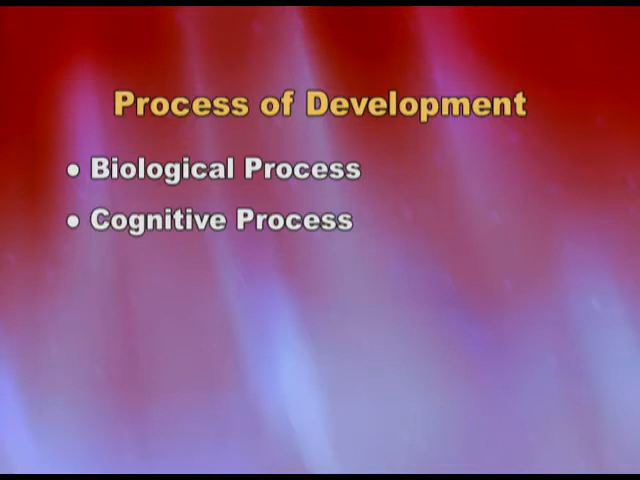 Process of Development
• Biological Process
• Cognitive Process